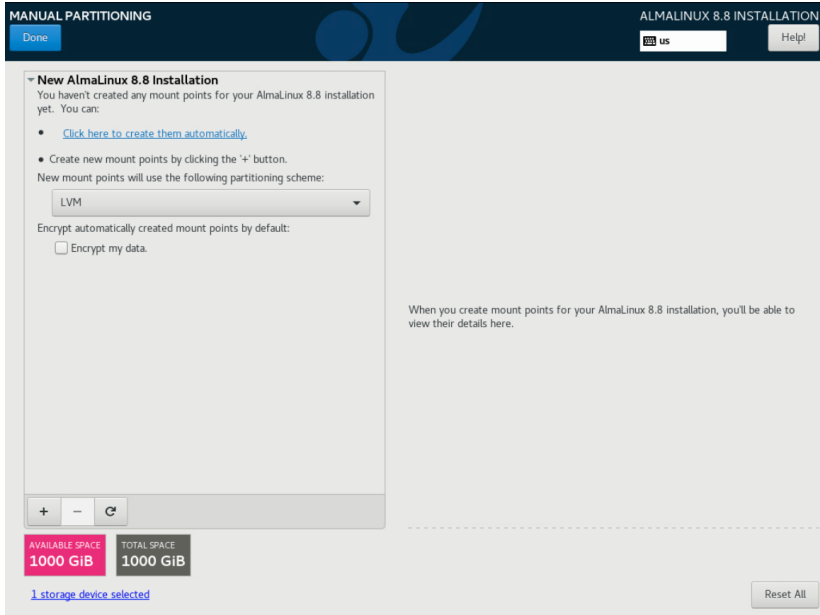 MANUAL PARTITIONING
ALMALINUX 8.8 INSTALLATION
Done
us
Help!
New AlmaLinux 8.8 Installation
You haven't created any mount points for your AlmaLinux 8.8 installation
yet. You can:
• Click here to create them automatically.
• Create new mount points by clicking the '+' button.
New mount points will use the following partitioning scheme:
LVM
Encrypt automatically created mount points by default:
Encrypt my data.
When you create mount points for your AlmaLinux 8.8 installation, you'll be able to
view their details here.
+ −
AVAILABLE SPACE
1000 GiB
TOTAL SPACE
1000 GiB
1 storage device selected
Reset All